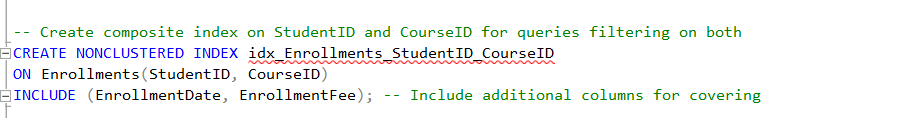 -- Create composite index on StudentID and CourseID for queries filtering on both
CREATE NONCLUSTERED INDEX idx_Enrollments_StudentID_CourseID
ON Enrollments(StudentID, CourseID)
INCLUDE (EnrollmentDate, EnrollmentFee); -- Include additional columns for covering